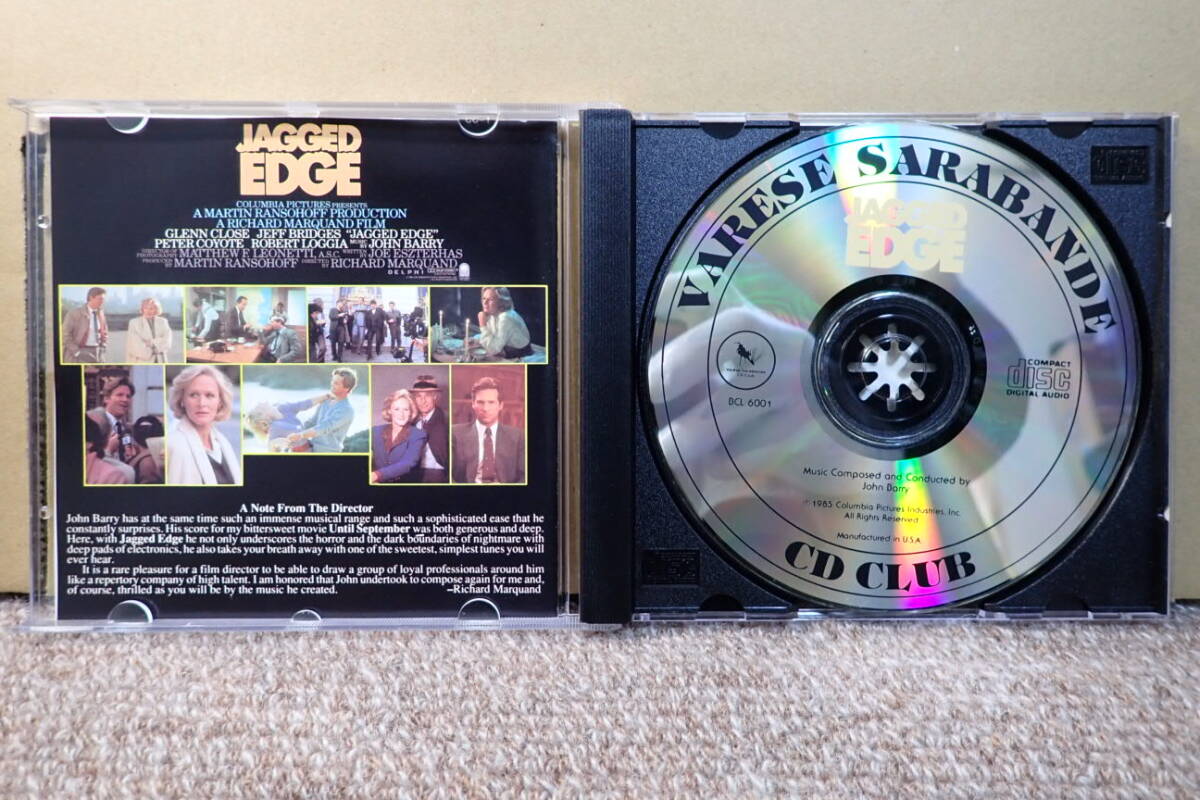 JAGGED
EDGE
COLUMBIA PICTURES PRESENTS
A MARTIN RANSOHOFF PRODUCTION
A RICHARD MARQUAND FILM
GLENN CLOSE JEFF BRIDGES "JAGGED EDGE"
PETER COYOTE ROBERT LOGGIA MUSIC BY JOHN BARRY
DIRECTOR OF PHOTOGRAPHY MATTHEW F. LEONETTI, A.S.C. WRITTEN BY JOE ESZTERHAS
PRODUCED BY MARTIN RANSOHOFF DIRECTED BY RICHARD MARQUAND
DELPHI
A Note From The Director
John Barry has at the same time such an immense musical range and such a sophisticated ease that he
constantly surprises. His score for my bittersweet movie Until September was both generous and deep.
Here, with Jagged Edge he not only underscores the horror and the dark boundaries of nightmare with
deep pads of electronics, he also takes your breath away with one of the sweetest, simplest tunes you will
ever hear.
It is a rare pleasure for a film director to be able to draw a group of loyal professionals around him
like a repertory company of high talent. I am honored that John undertook to compose again for me and,
of course, thrilled as you will be by the music he created.
—Richard Marquand
VARESE SARABANDE
JAGGED
EDGE
BCL 6001
COMPACT
disc
DIGITAL AUDIO
Music Composed and Conducted by
John Barry
℗ 1985 Columbia Pictures Industries, Inc.
All Rights Reserved
Manufactured in U.S.A.
CD CLUB